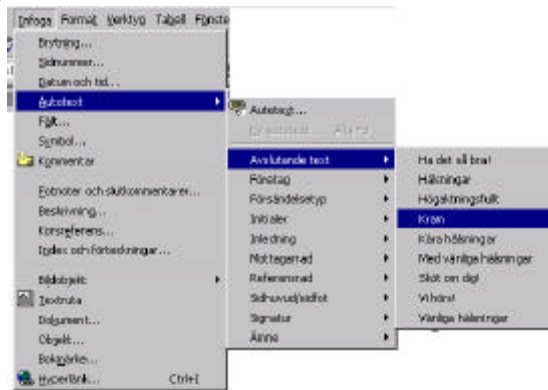 Infoga Format Verktyg Tabell Fönste
Brytning...
Sidnummer...
Datum och tid...
Autotext
Fält...
Symbol...
Kommentar
Fotnoter och slutkommentarer...
Beskrivning...
Korsreferens...
Index och förteckningar...
Bildobjekt
Textruta
Dokument...
Objekt...
Bokmärke...
Hyperlänk... Ctrl+I
Autotext...
Avslutande text
Företag
Försändelsetyp
Initialer
Inledning
Mottagarrad
Referensrad
Sidhuvud/sidfot
Signatur
Ämne
Ha det så bra!
Hälsningar
Högaktningsfullt
Kram
Kära hälsningar
Med vänliga hälsningar
Sköt om dig!
Vi hörs!
Vänliga hälsningar